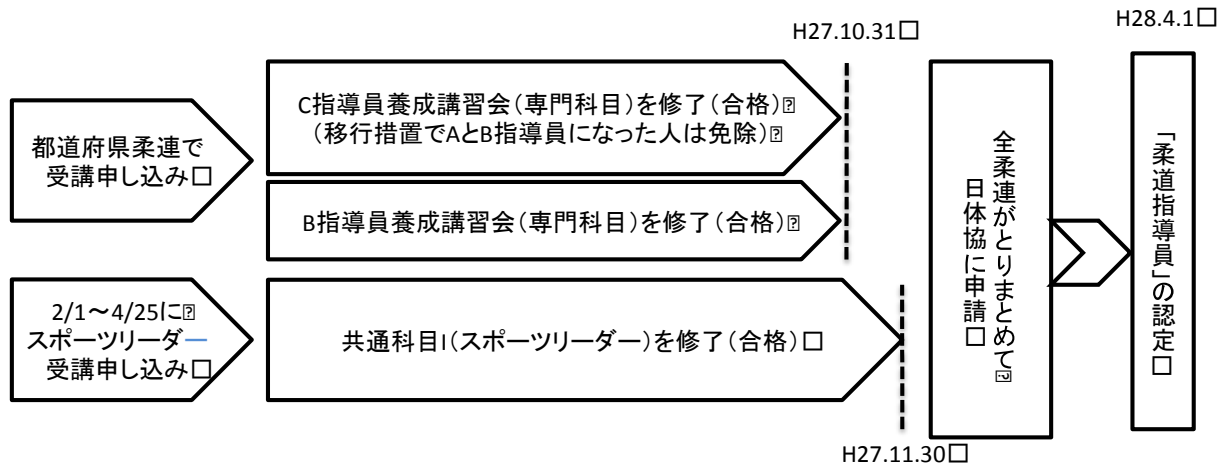 H28.4.1□
H27.10.31□
都道府県柔連で
受講申し込み□
C指導員養成講習会（専門科目）を修了（合格）⍰
（移行措置でAとB指導員になった人は免除）⍰
B指導員養成講習会（専門科目）を修了（合格）⍰
2/1～4/25に⍰
スポーツリーダー
受講申し込み□
共通科目I（スポーツリーダー）を修了（合格）□
全柔連がとりまとめて⍰
日体協に申請□
「柔道指導員」の認定□
H27.11.30□